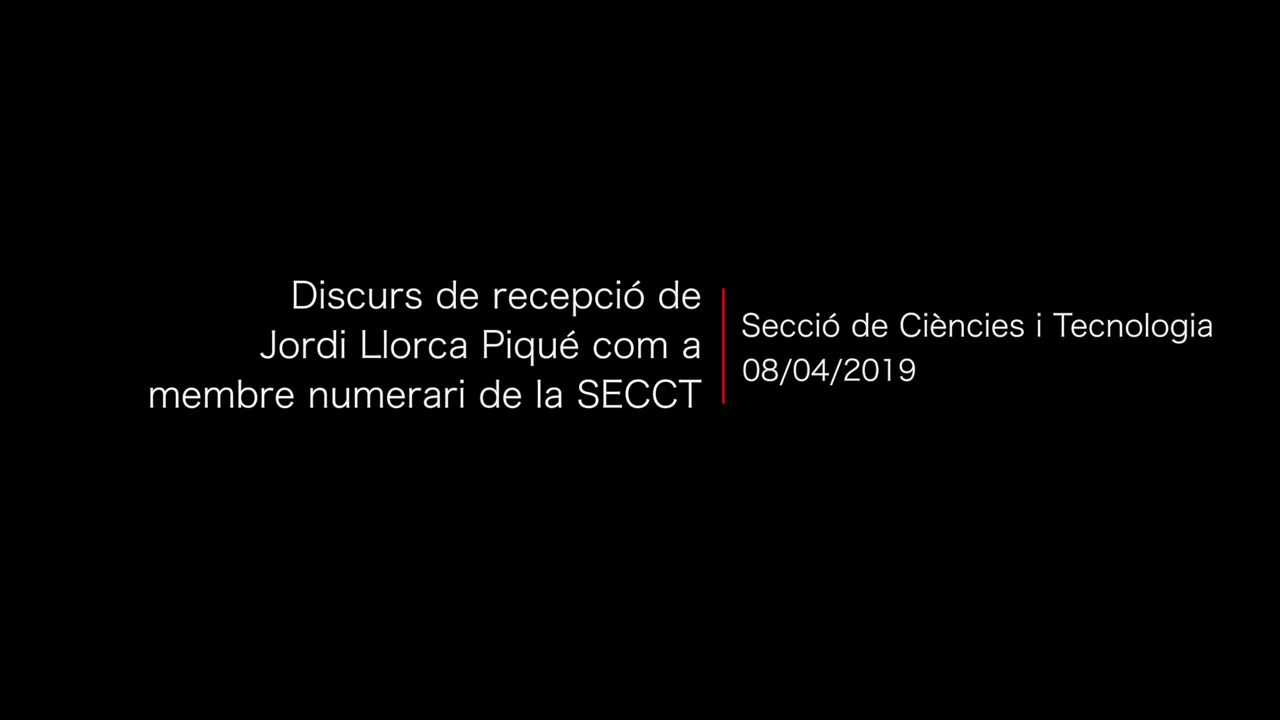 Discurs de recepció de
Jordi Llorca Piqué com a
membre numerari de la SECCT
Secció de Ciències i Tecnologia
08/04/2019